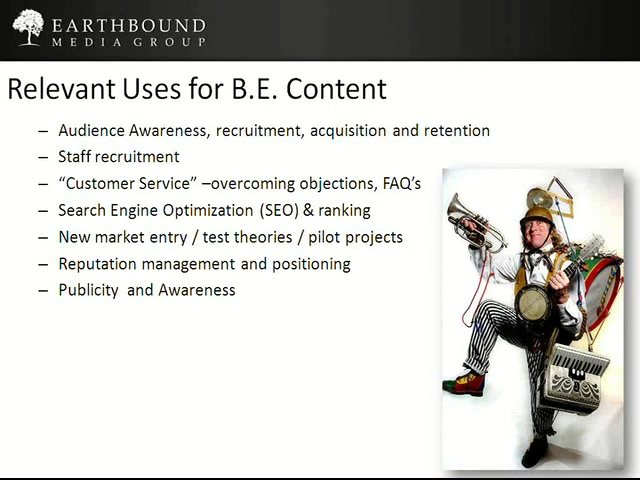 EARTHBOUND
MEDIA GROUP
Relevant Uses for B.E. Content
– Audience Awareness, recruitment, acquisition and retention
– Staff recruitment
– “Customer Service” –overcoming objections, FAQ’s
– Search Engine Optimization (SEO) & ranking
– New market entry / test theories / pilot projects
– Reputation management and positioning
– Publicity and Awareness